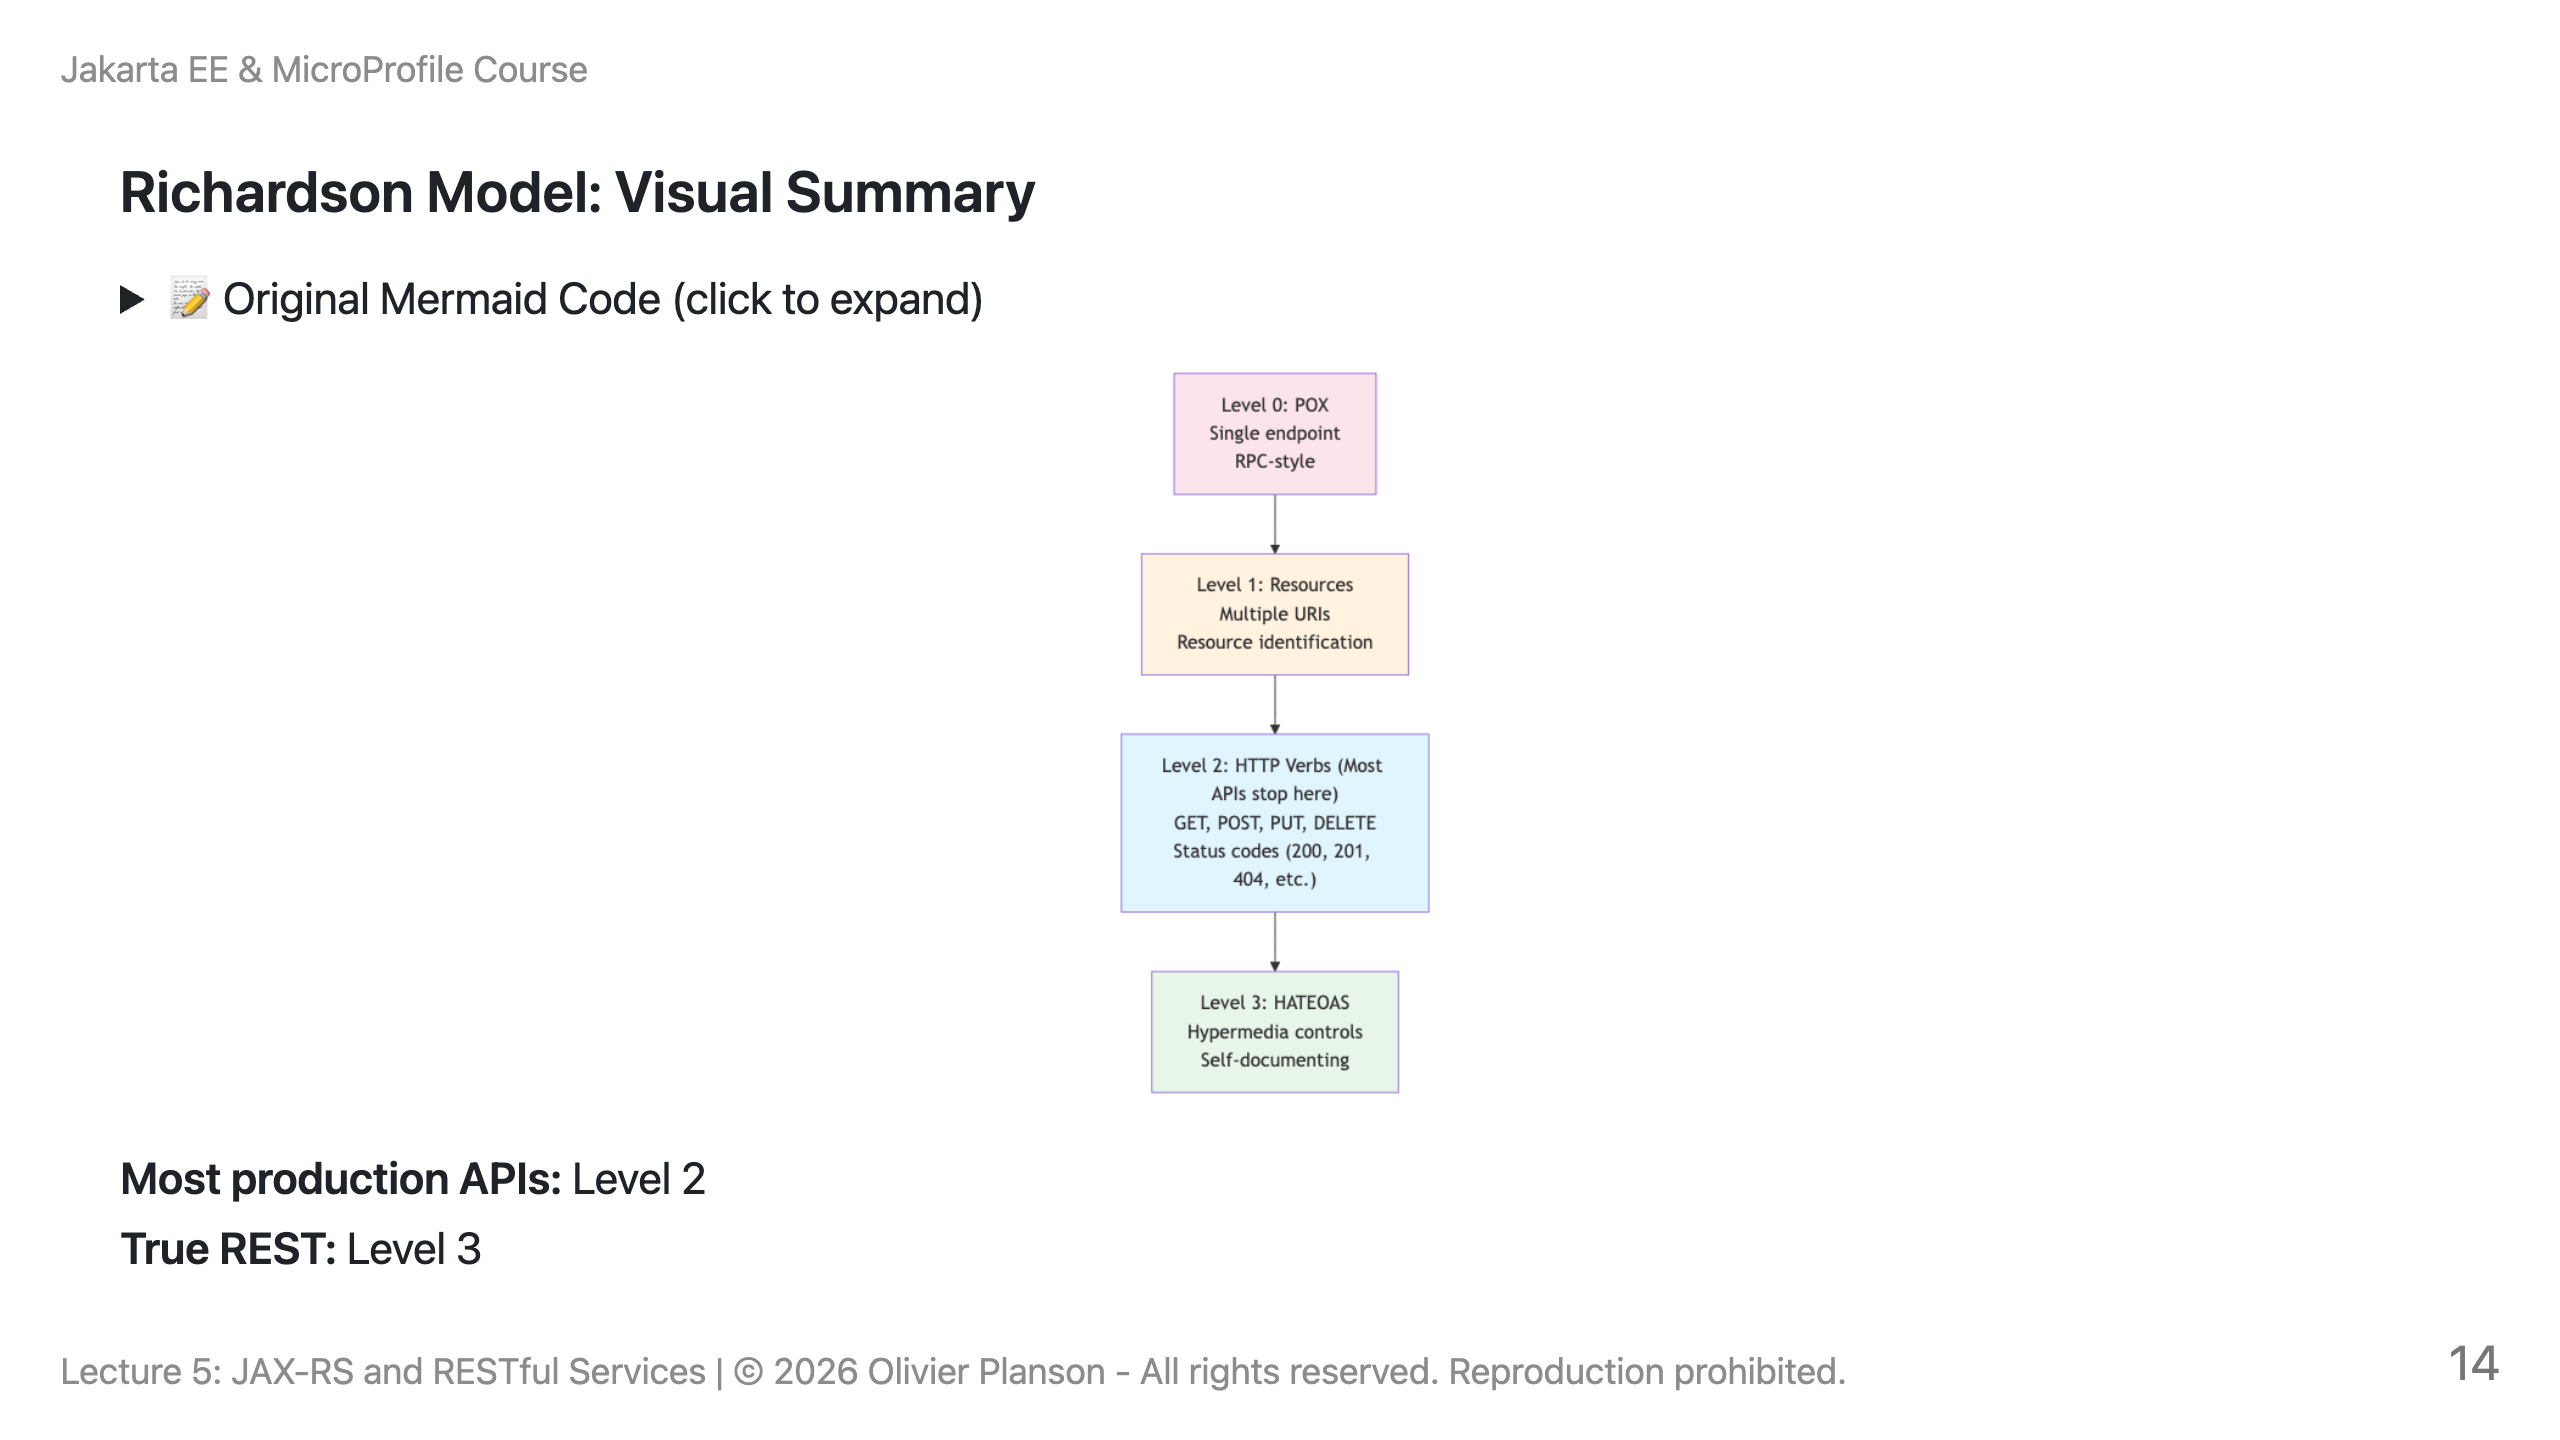 Jakarta EE & MicroProfile Course
Richardson Model: Visual Summary
▶ 📝 Original Mermaid Code (click to expand)
Level 0: POX
Single endpoint
RPC-style
Level 1: Resources
Multiple URIs
Resource identification
Level 2: HTTP Verbs (Most
APIs stop here)
GET, POST, PUT, DELETE
Status codes (200, 201,
404, etc.)
Level 3: HATEOAS
Hypermedia controls
Self-documenting
Most production APIs: Level 2
True REST: Level 3
Lecture 5: JAX-RS and RESTful Services | © 2026 Olivier Planson - All rights reserved. Reproduction prohibited.
14